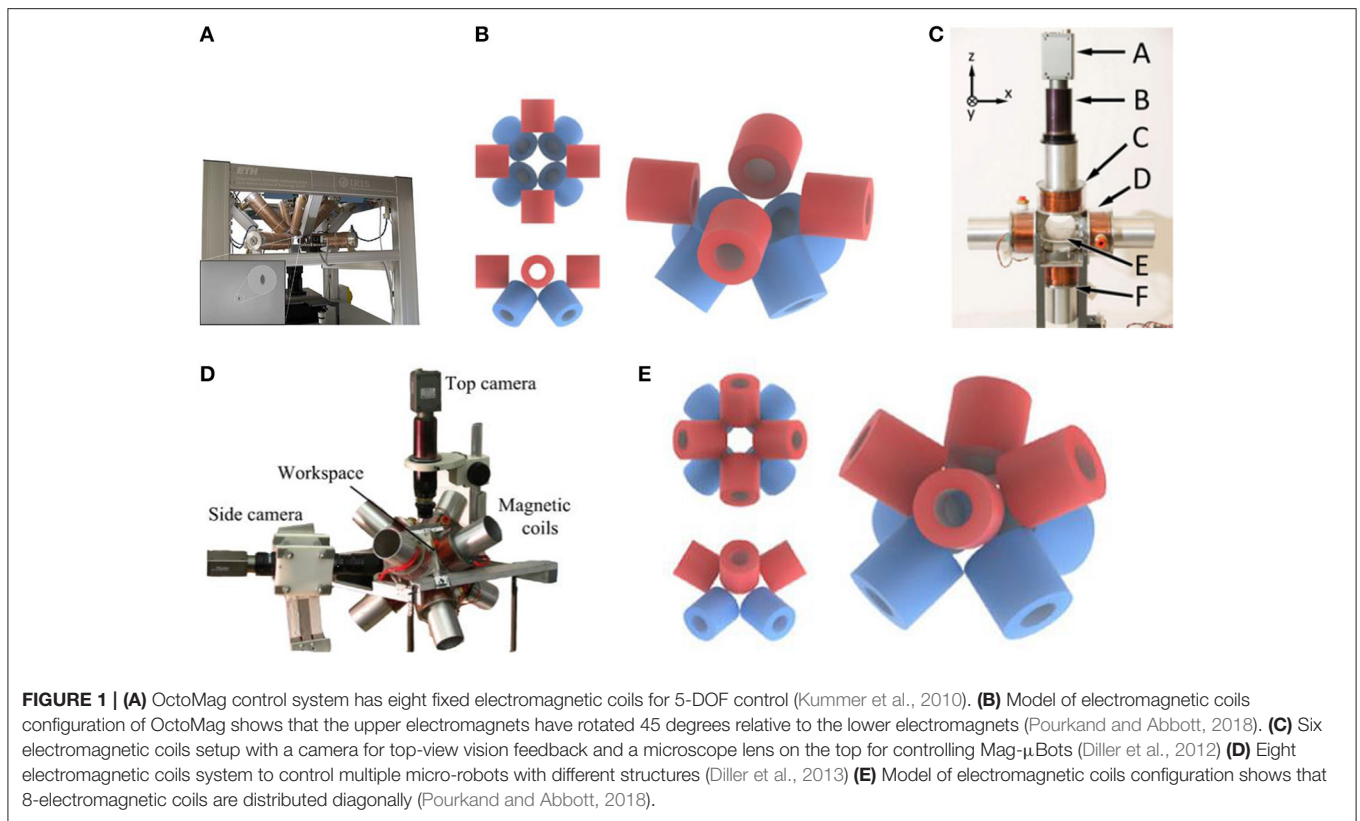 A
B
C
ETH
IRIS
z
x
y
A
B
C
D
E
F
D
E
Top camera
Workspace
Side camera
Magnetic
coils
FIGURE 1 | (A) OctoMag control system has eight fixed electromagnetic coils for 5-DOF control (Kummer et al., 2010). (B) Model of electromagnetic coils
configuration of OctoMag shows that the upper electromagnets have rotated 45 degrees relative to the lower electromagnets (Pourkand and Abbott, 2018). (C) Six
electromagnetic coils setup with a camera for top-view vision feedback and a microscope lens on the top for controlling Mag-μBots (Diller et al., 2012) (D) Eight
electromagnetic coils system to control multiple micro-robots with different structures (Diller et al., 2013) (E) Model of electromagnetic coils configuration shows that
8-electromagnetic coils are distributed diagonally (Pourkand and Abbott, 2018).